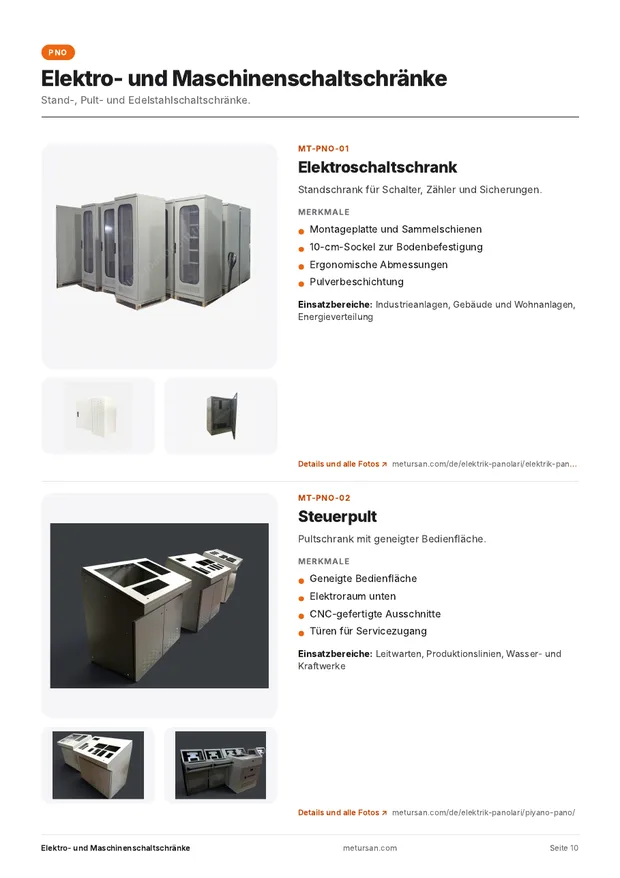 PNO
Elektro- und Maschinenschaltschränke
Stand-, Pult- und Edelstahlschaltschränke.
MT-PNO-01
Elektroschaltschrank
Standschrank für Schalter, Zähler und Sicherungen.
MERKMALE
Montageplatte und Sammelschienen
10-cm-Sockel zur Bodenbefestigung
Ergonomische Abmessungen
Pulverbeschichtung
Einsatzbereiche: Industrieanlagen, Gebäude und Wohnanlagen,
Energieverteilung
Details und alle Fotos ↗ metursan.com/de/elektrik-panolari/elektrik-pan…
MT-PNO-02
Steuerpult
Pultschrank mit geneigter Bedienfläche.
MERKMALE
Geneigte Bedienfläche
Elektroraum unten
CNC-gefertigte Ausschnitte
Türen für Servicezugang
Einsatzbereiche: Leitwarten, Produktionslinien, Wasser- und
Kraftwerke
Details und alle Fotos ↗ metursan.com/de/elektrik-panolari/piyano-pano/
Elektro- und Maschinenschaltschränke metursan.com Seite 10